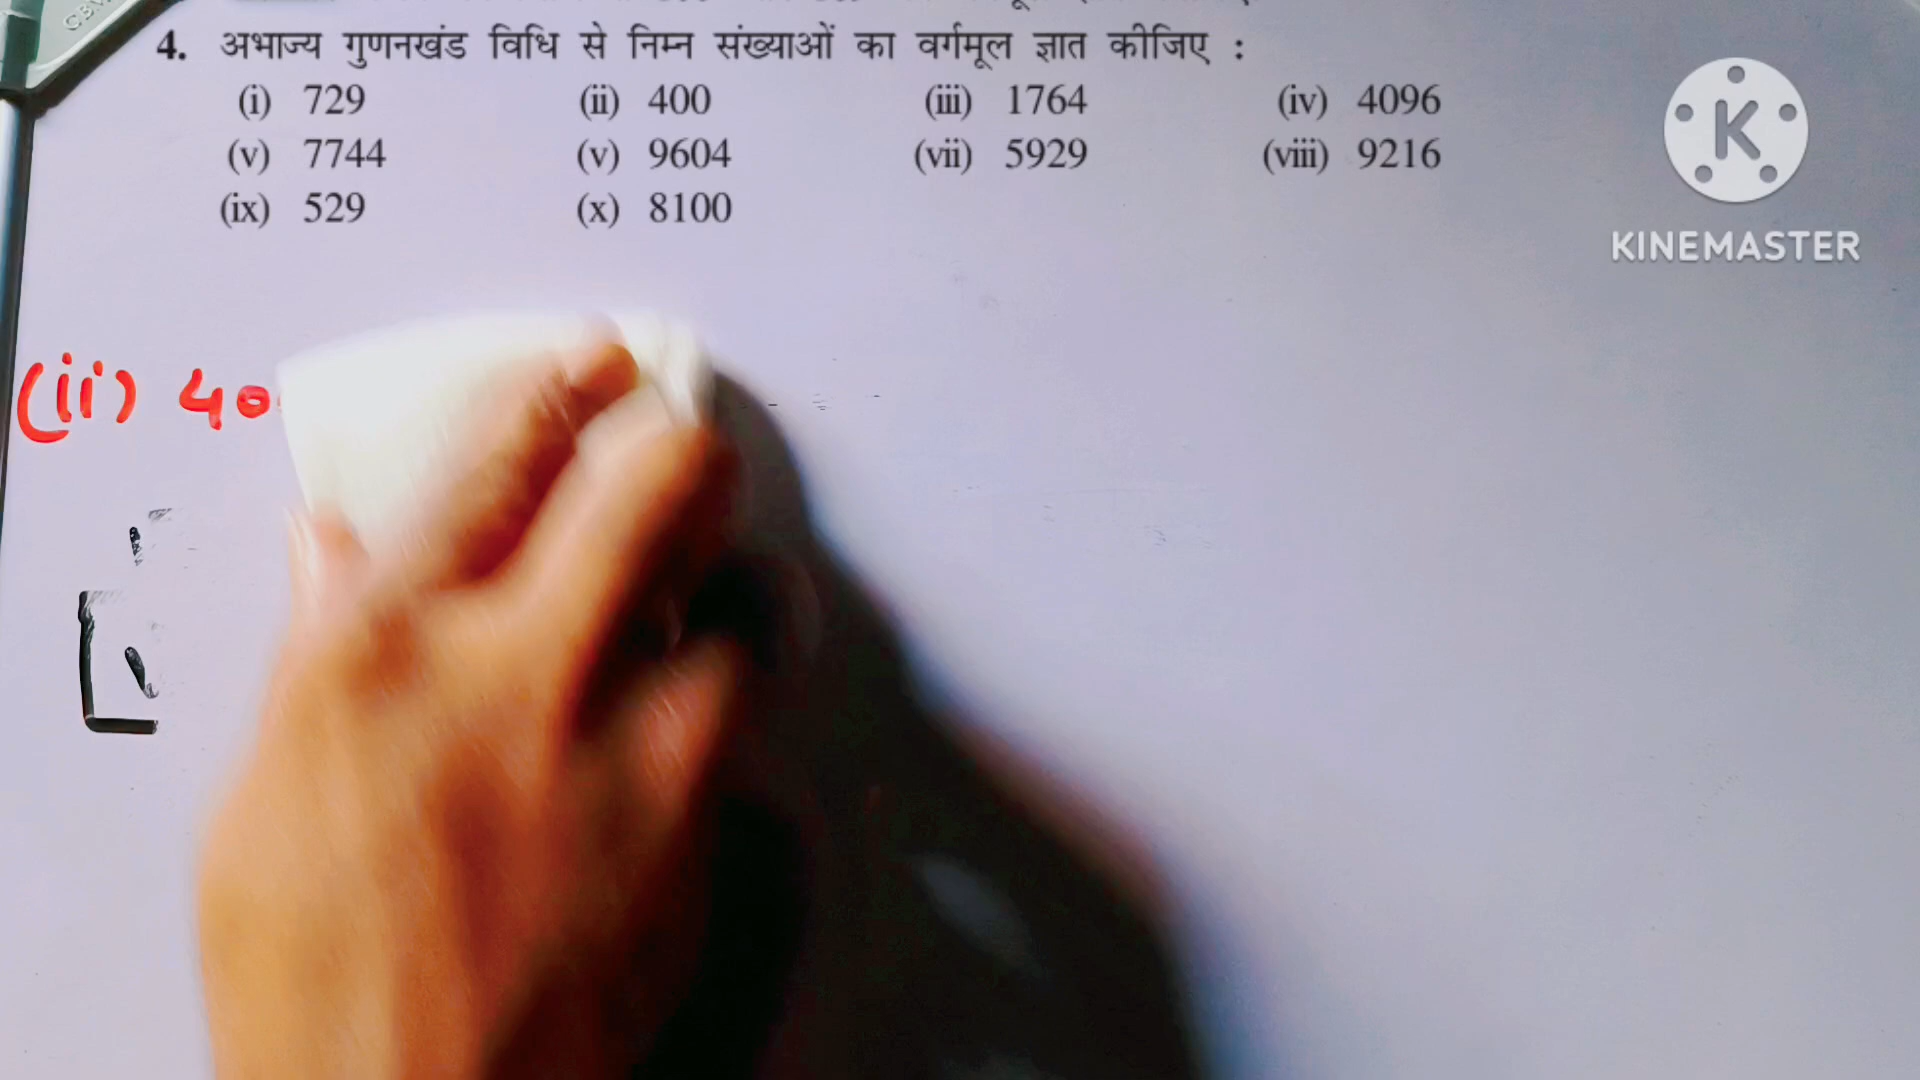 4. अभाज्य गुणनखंड विधि से निम्न संख्याओं का वर्गमूल ज्ञात कीजिए :
(i) 729 (ii) 400 (iii) 1764 (iv) 4096
(v) 7744 (v) 9604 (vii) 5929 (viii) 9216
(ix) 529 (x) 8100
K
KINEMASTER
(ii) 40